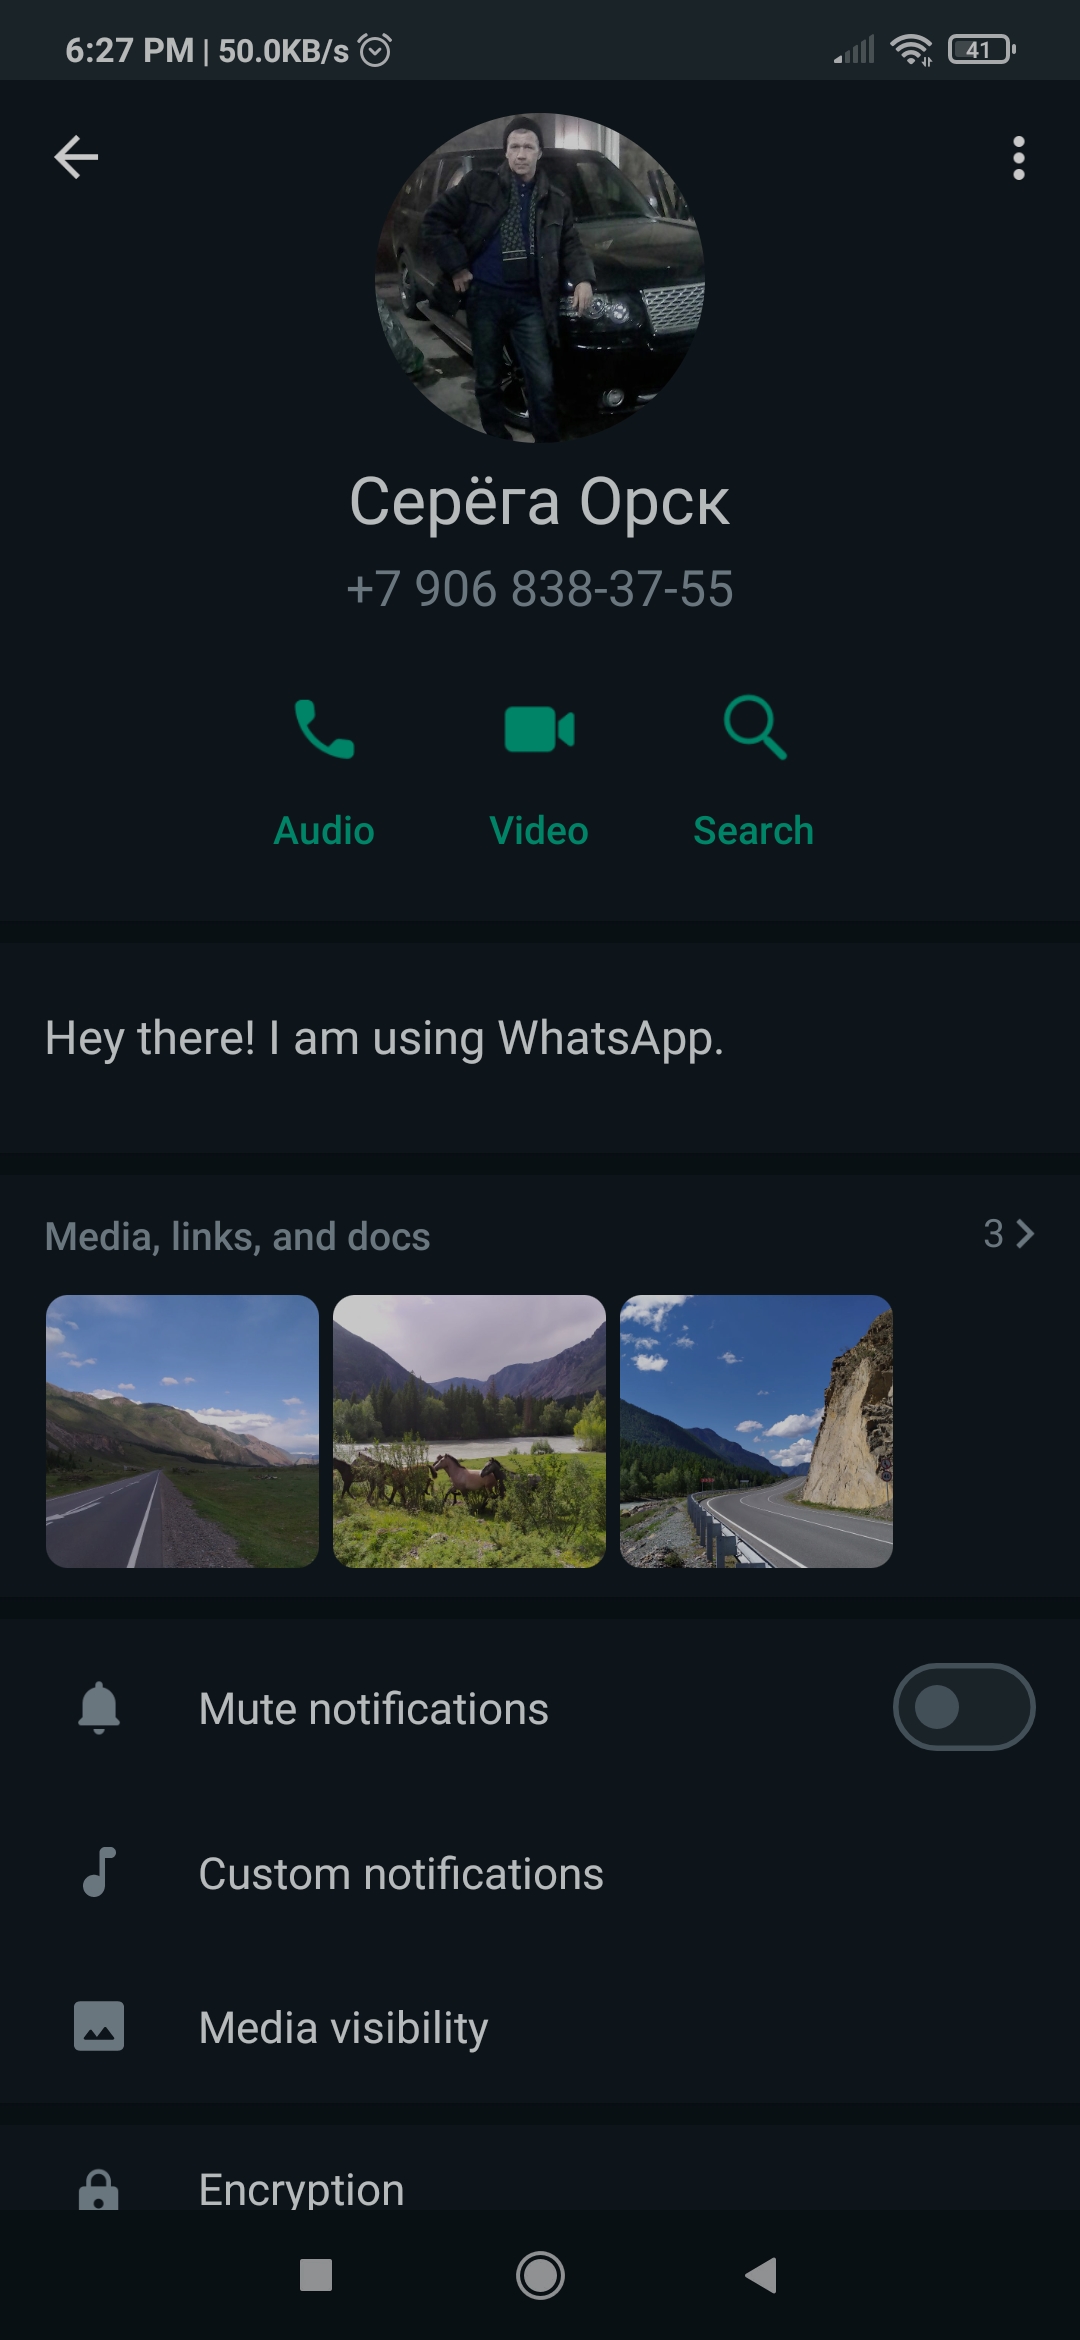 6:27 PM | 50.0KB/s 41
Серёга Орск
+7 906 838-37-55
Audio Video Search
Hey there! I am using WhatsApp.
Media, links, and docs 3
Mute notifications
Custom notifications
Media visibility
Encryption